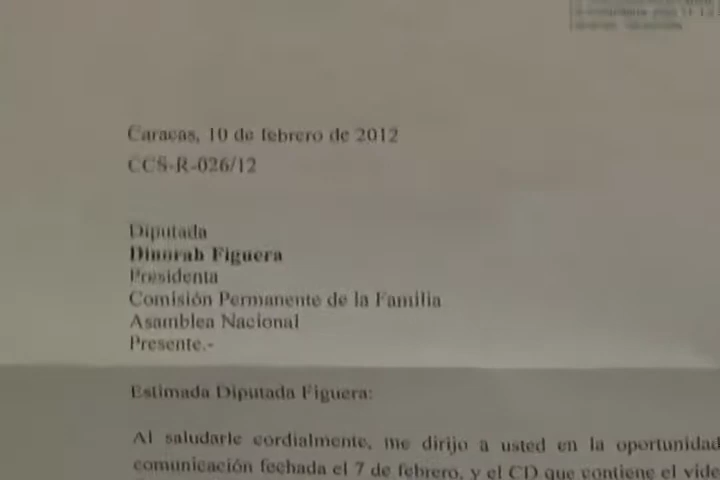 Caracas, 10 de febrero de 2012
CCS-R-026/12
Diputada
Dinorah Figuera
Presidenta
Comisión Permanente de la Familia
Asamblea Nacional
Presente.-
Estimada Diputada Figuera:
Al saludarle cordialmente, me dirijo a usted en la oportunidad
comunicación fechada el 7 de febrero, y el CD que contiene el vide